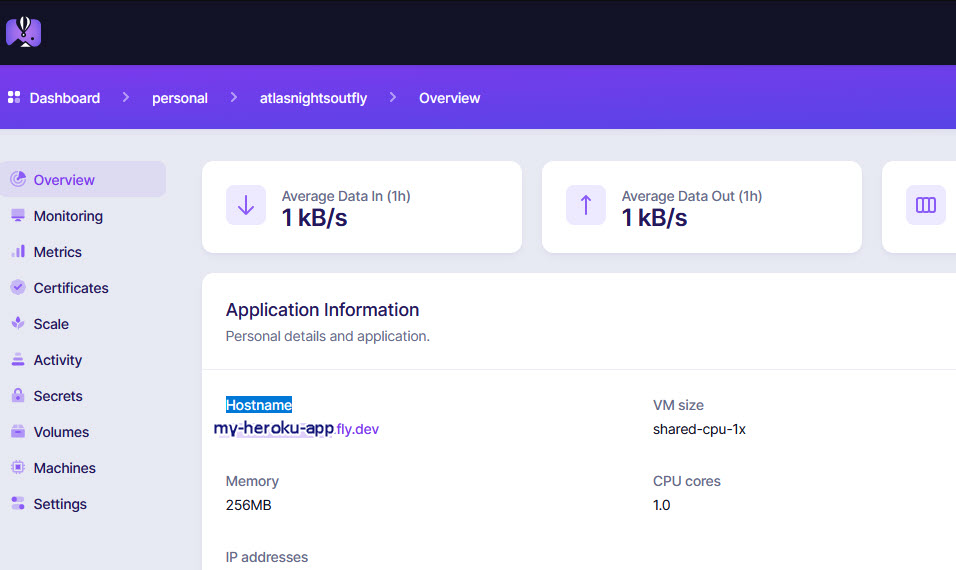 Dashboard > personal > atlasnightsoutfly > Overview
Overview
Monitoring
Metrics
Certificates
Scale
Activity
Secrets
Volumes
Machines
Settings
Average Data In (1h)
1 kB/s
Average Data Out (1h)
1 kB/s
Application Information
Personal details and application.
Hostname
my-heroku-app.fly.dev
VM size
shared-cpu-1x
Memory
256MB
CPU cores
1.0
IP addresses